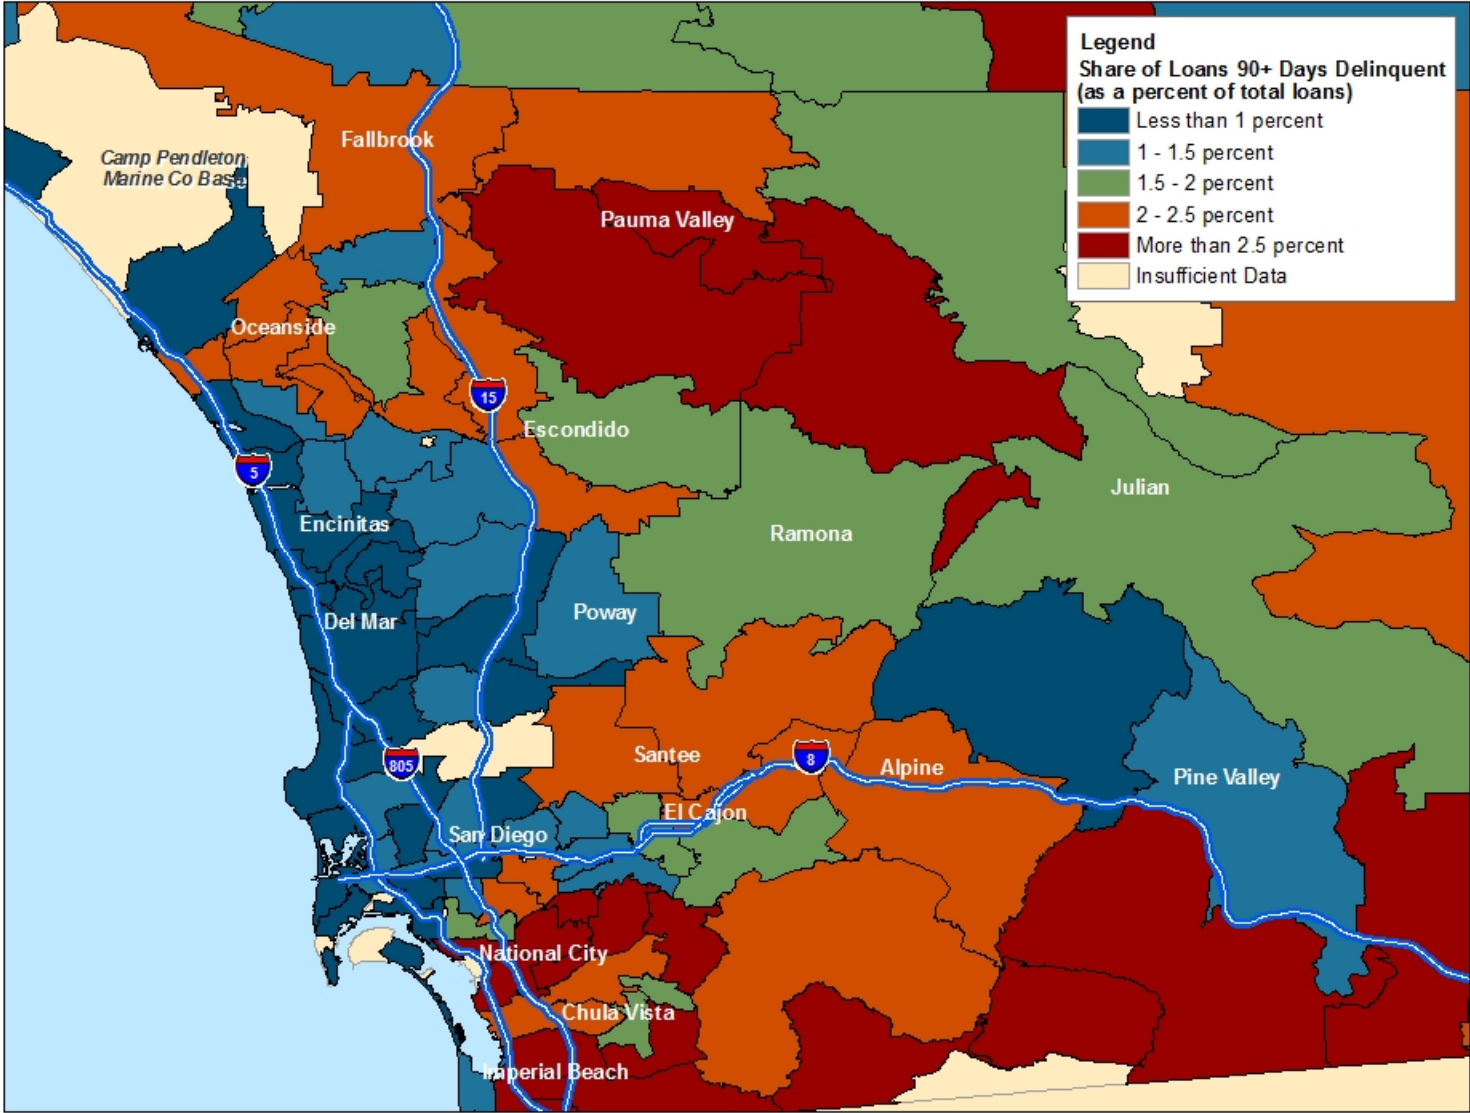 Legend
Share of Loans 90+ Days Delinquent
(as a percent of total loans)
Less than 1 percent
1 - 1.5 percent
1.5 - 2 percent
2 - 2.5 percent
More than 2.5 percent
Insufficient Data
Fallbrook
Camp Pendleton
Marine Co Base
Pauma Valley
Oceanside
15
Escondido
5
Julian
Encinitas
Ramona
Poway
Del Mar
Santee
8
Alpine
805
Pine Valley
El Cajon
San Diego
National City
Chula Vista
Imperial Beach